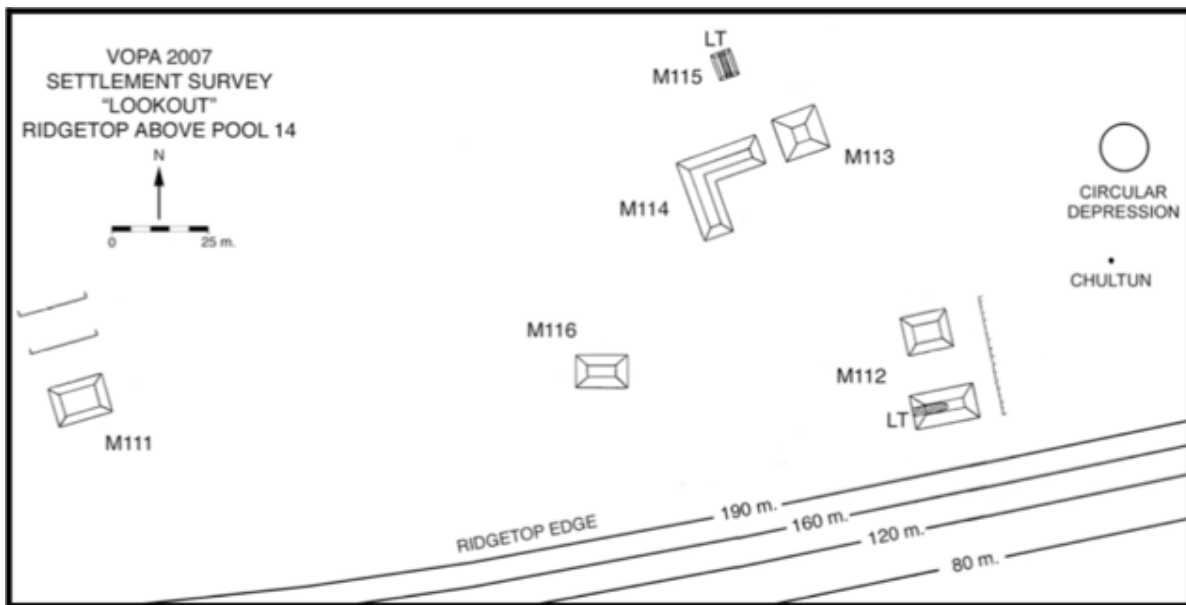 VOPA 2007
SETTLEMENT SURVEY
“LOOKOUT”
RIDGETOP ABOVE POOL 14
N
0 25 m.
LT
M115
M113
M114
CIRCULAR
DEPRESSION
CHULTUN
M116
M112
LT
M111
RIDGETOP EDGE
190 m.
160 m.
120 m.
80 m.